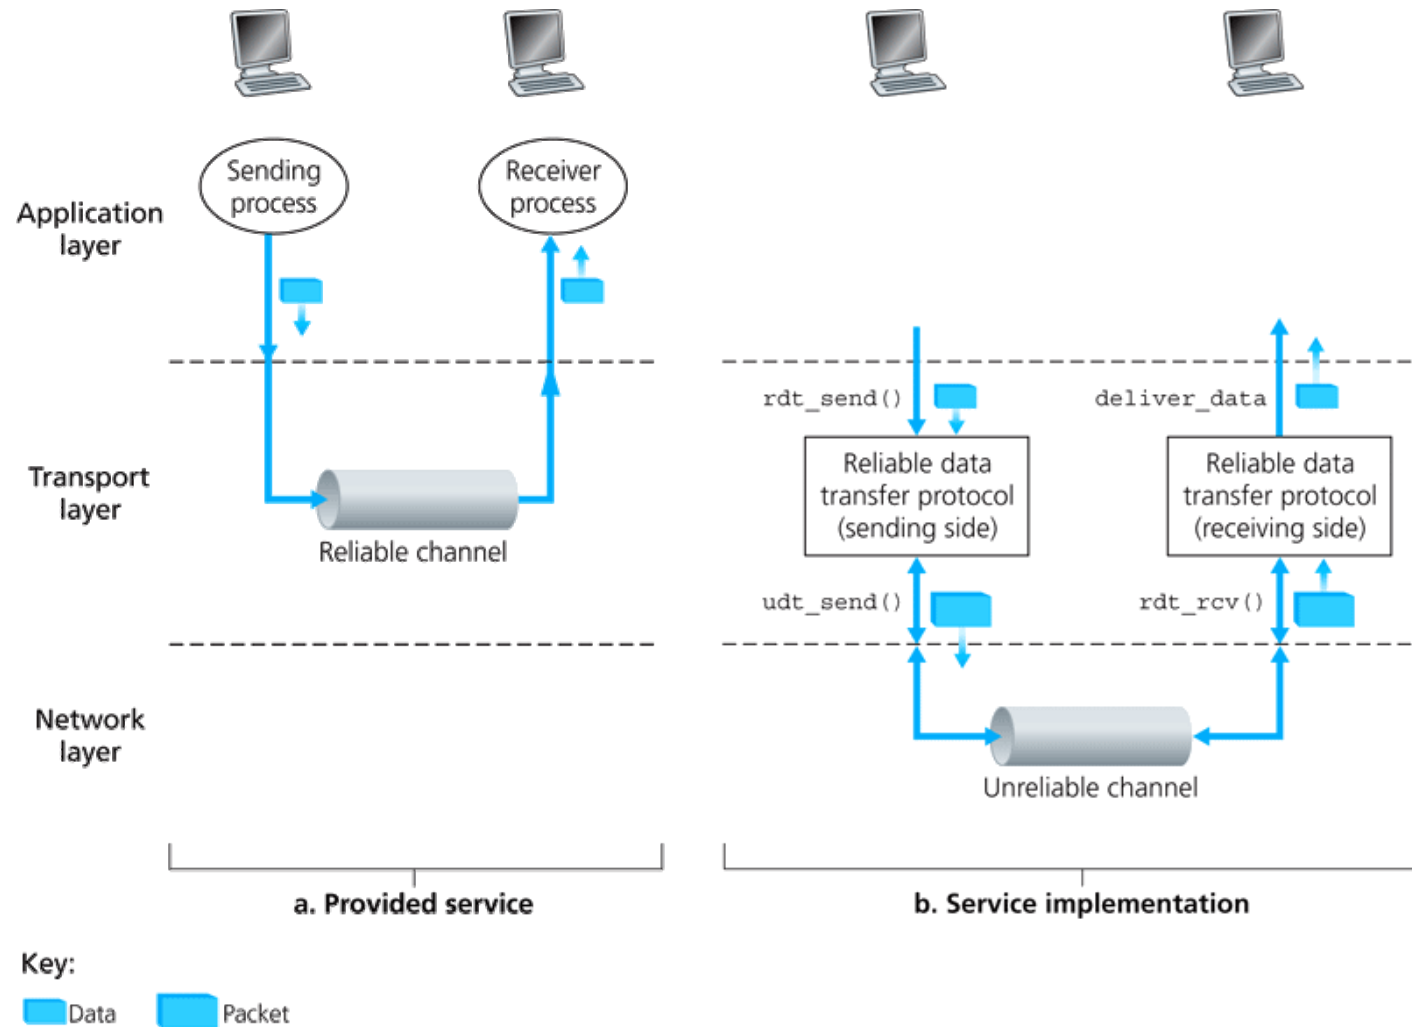 Sending
process
Receiver
process
Application
layer
rdt_send()
deliver_data
Transport
layer
Reliable channel
Reliable data
transfer protocol
(sending side)
Reliable data
transfer protocol
(receiving side)
udt_send()
rdt_rcv()
Network
layer
Unreliable channel
a. Provided service
b. Service implementation
Key:
Data
Packet